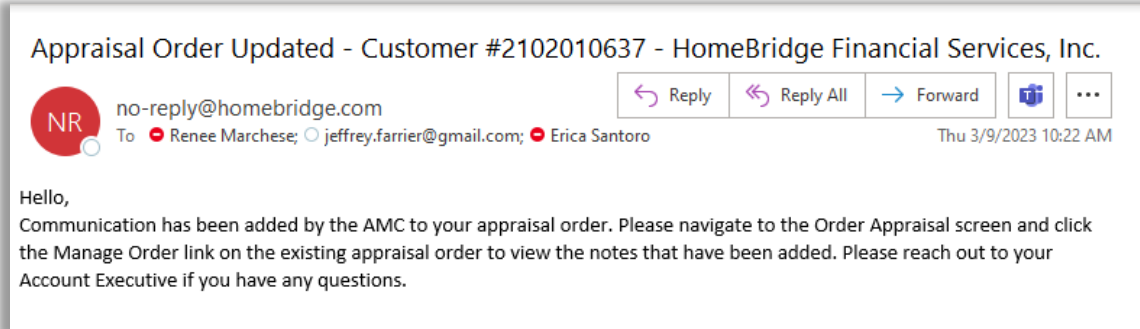 Appraisal Order Updated - Customer #2102010637 - HomeBridge Financial Services, Inc.
Reply Reply All Forward
NR no-reply@homebridge.com
To Renee Marchese; jeffrey.farrier@gmail.com; Erica Santoro
Thu 3/9/2023 10:22 AM
Hello,
Communication has been added by the AMC to your appraisal order. Please navigate to the Order Appraisal screen and click
the Manage Order link on the existing appraisal order to view the notes that have been added. Please reach out to your
Account Executive if you have any questions.